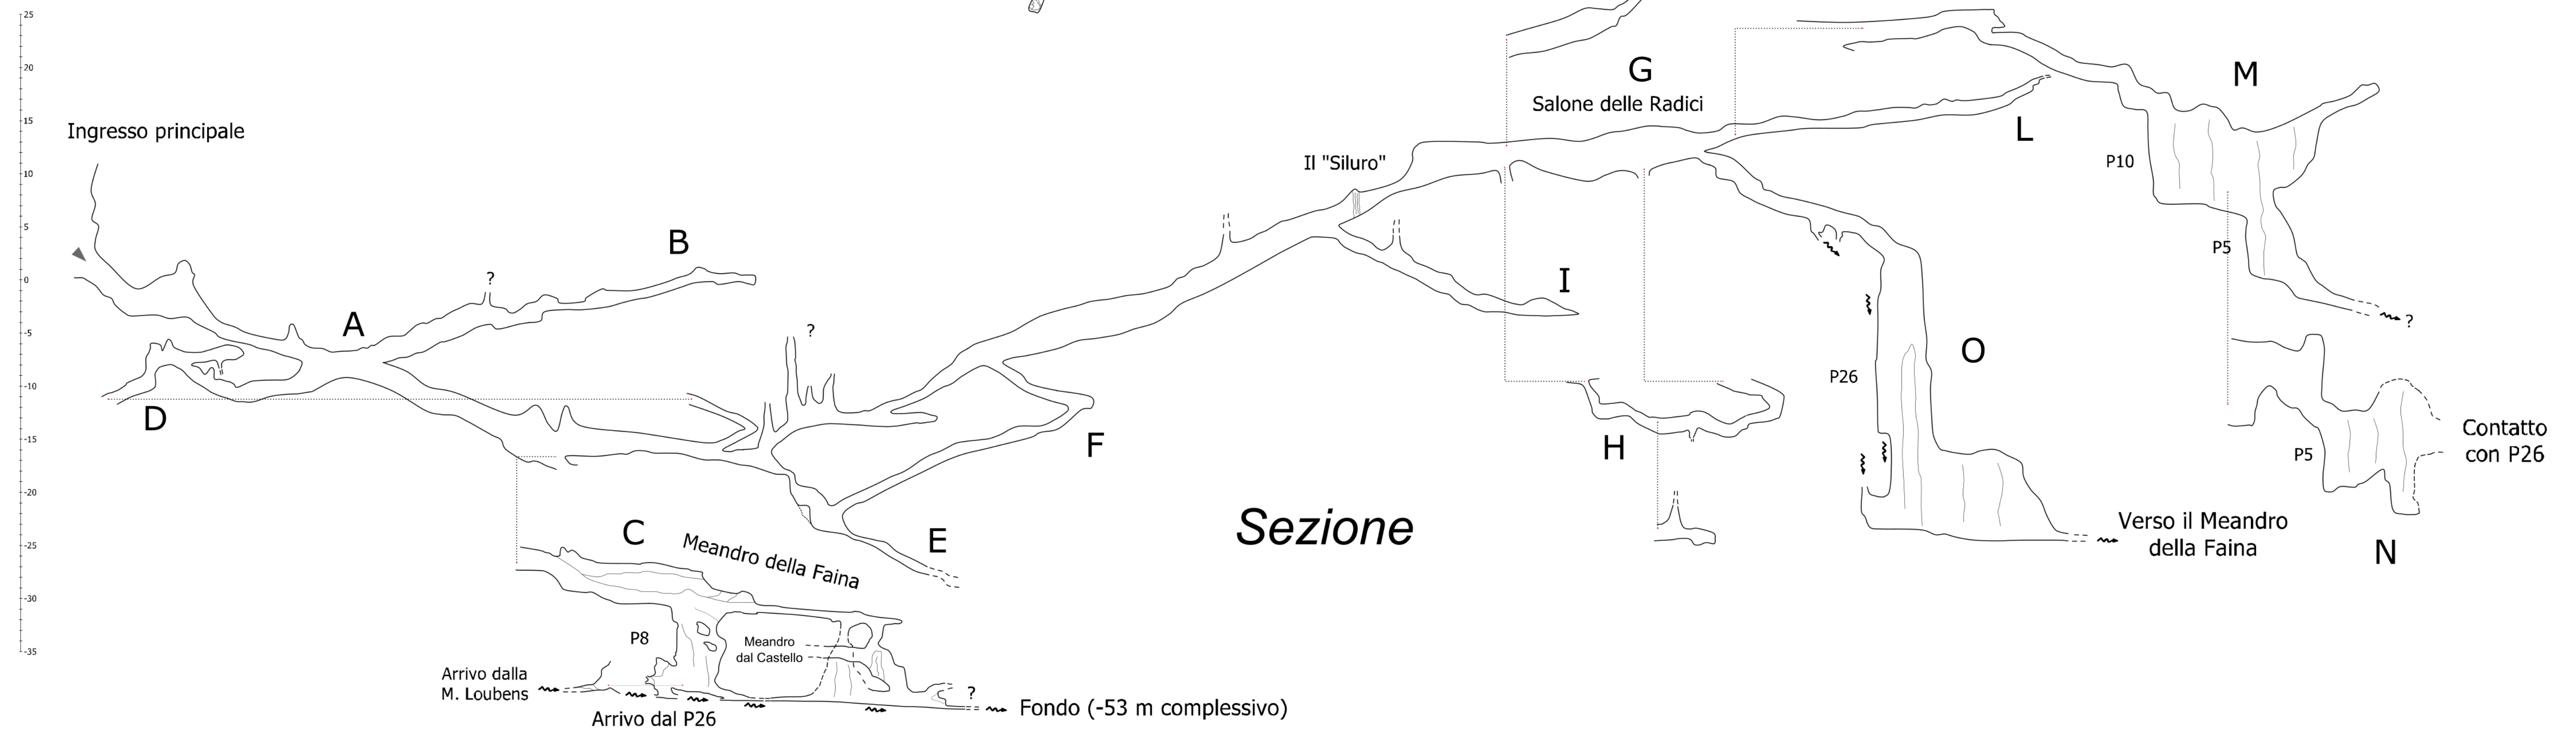 25
20
15
10
5
0
-5
-10
-15
-20
-25
-30
-35
Ingresso principale
A
B
?
D
?
C
Meandro della Faina
P8
Meandro
dal Castello
Arrivo dalla
M. Loubens
Arrivo dal P26
?
Fondo (-53 m complessivo)
E
F
Sezione
Il "Siluro"
G
Salone delle Radici
I
H
L
M
P10
P5
?
O
P26
Verso il Meandro
della Faina
P5
Contatto
con P26
N